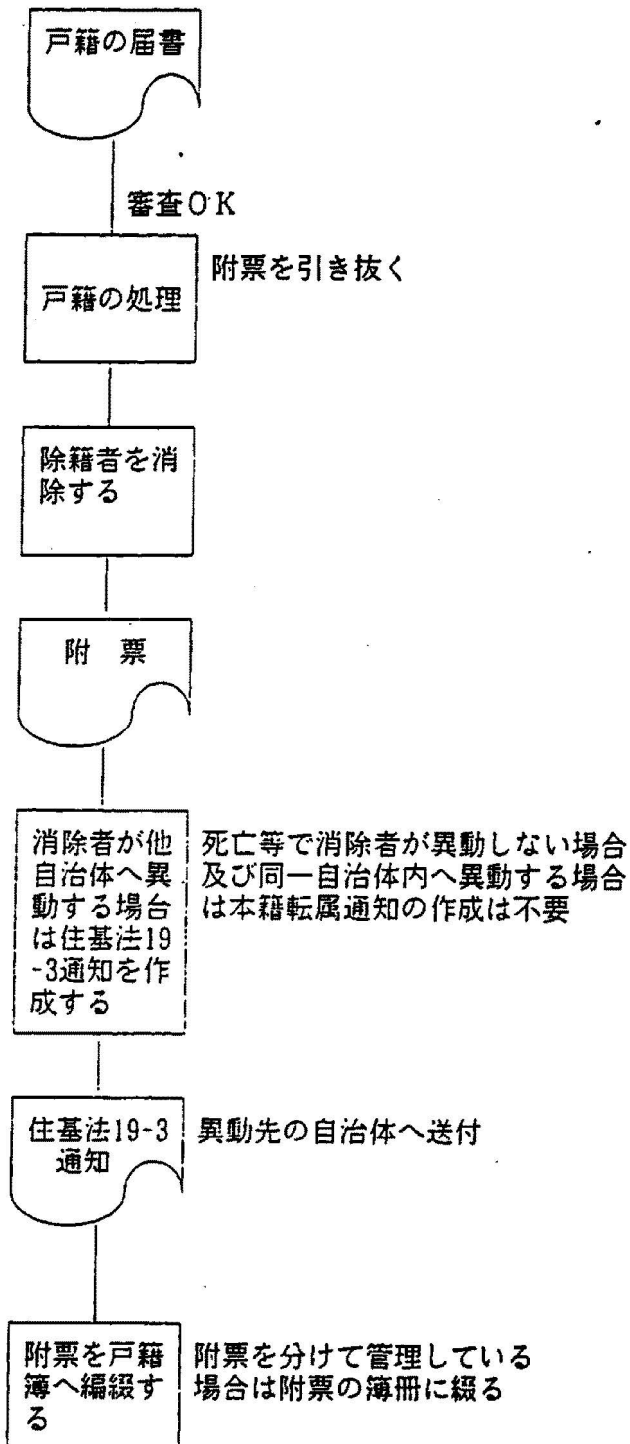 戸籍の届書
審査OK
戸籍の処理
附票を引き抜く
除籍者を消
除する
附 票
消除者が他
自治体へ異
動する場合
は住基法19
-3通知を作
成する
死亡等で消除者が異動しない場合
及び同一自治体内へ異動する場合
は本籍転属通知の作成は不要
住基法19-3
通知
異動先の自治体へ送付
附票を戸籍
簿へ編綴す
る
附票を分けて管理している
場合は附票の簿冊に綴る